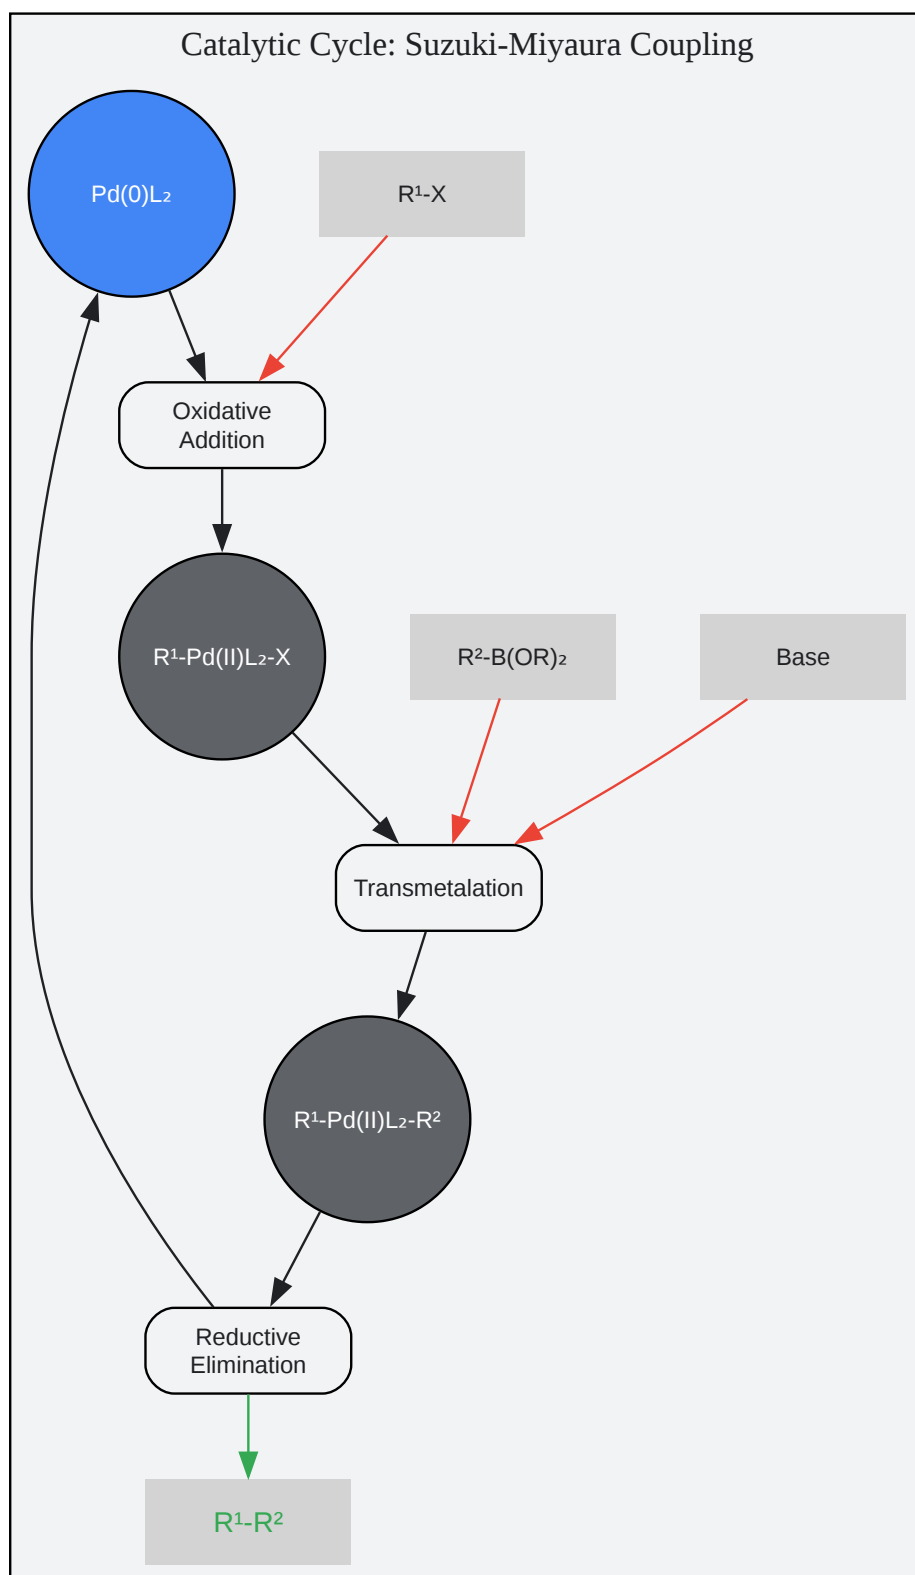 Catalytic Cycle: Suzuki-Miyaura Coupling
Pd(0)L₂
R¹-X
Oxidative
Addition
R¹-Pd(II)L₂-X
R²-B(OR)₂
Base
Transmetalation
R¹-Pd(II)L₂-R²
Reductive
Elimination
R¹-R²